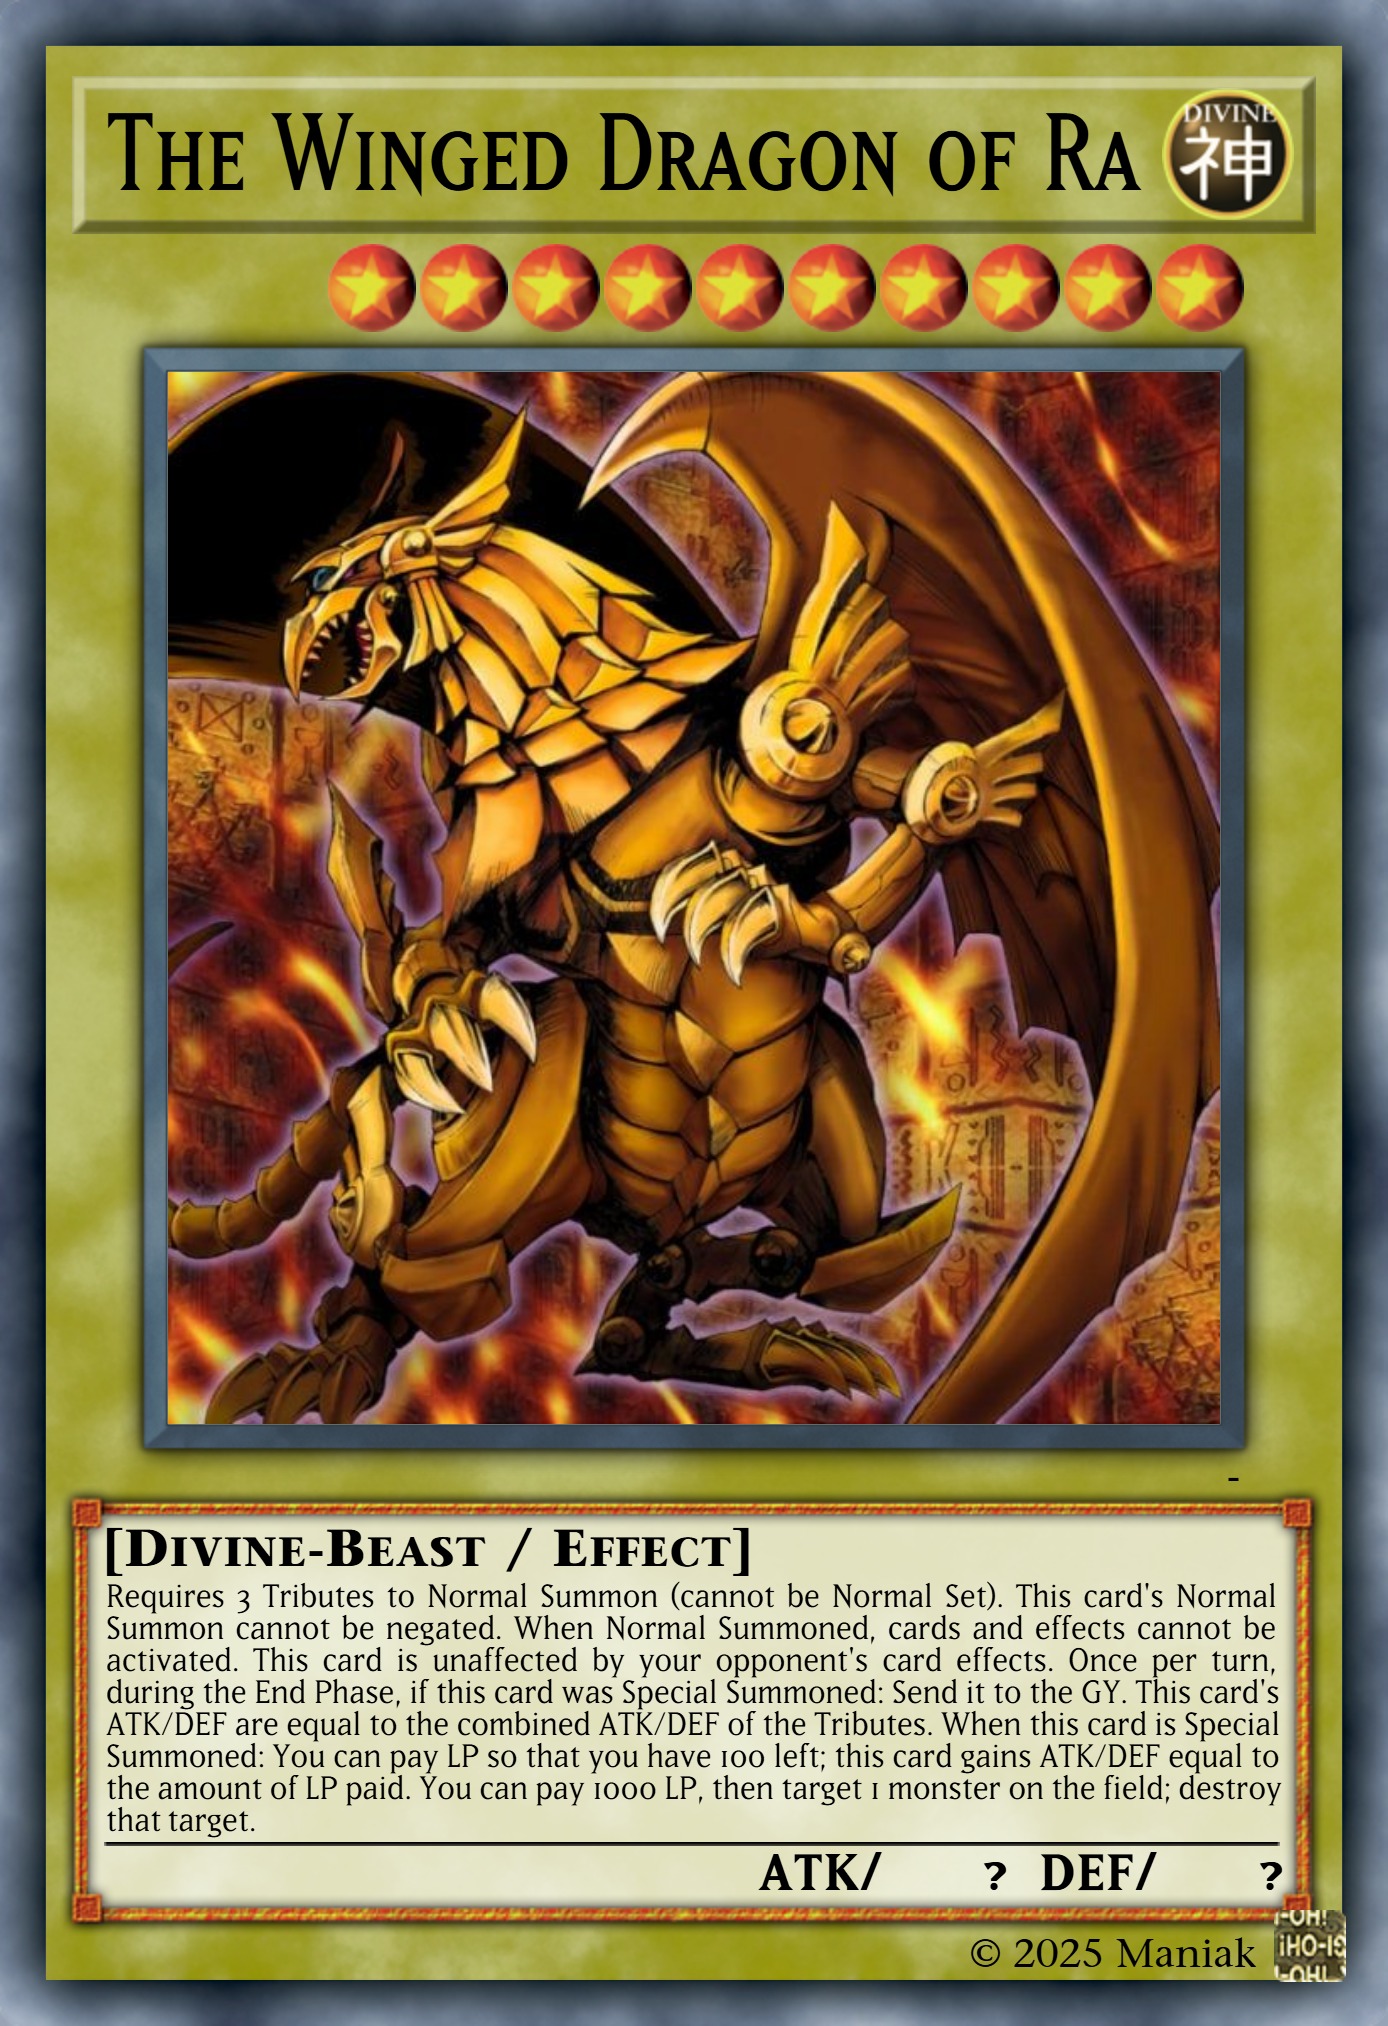 The Winged Dragon of Ra
DIVINE
神
-
[Divine-Beast / Effect]
Requires 3 Tributes to Normal Summon (cannot be Normal Set). This card's Normal
Summon cannot be negated. When Normal Summoned, cards and effects cannot be
activated. This card is unaffected by your opponent's card effects. Once per turn,
during the End Phase, if this card was Special Summoned: Send it to the GY. This card's
ATK/DEF are equal to the combined ATK/DEF of the Tributes. When this card is Special
Summoned: You can pay LP so that you have 100 left; this card gains ATK/DEF equal to
the amount of LP paid. You can pay 1000 LP, then target 1 monster on the field; destroy
that target.
ATK/ ? DEF/ ?
© 2025 Maniak